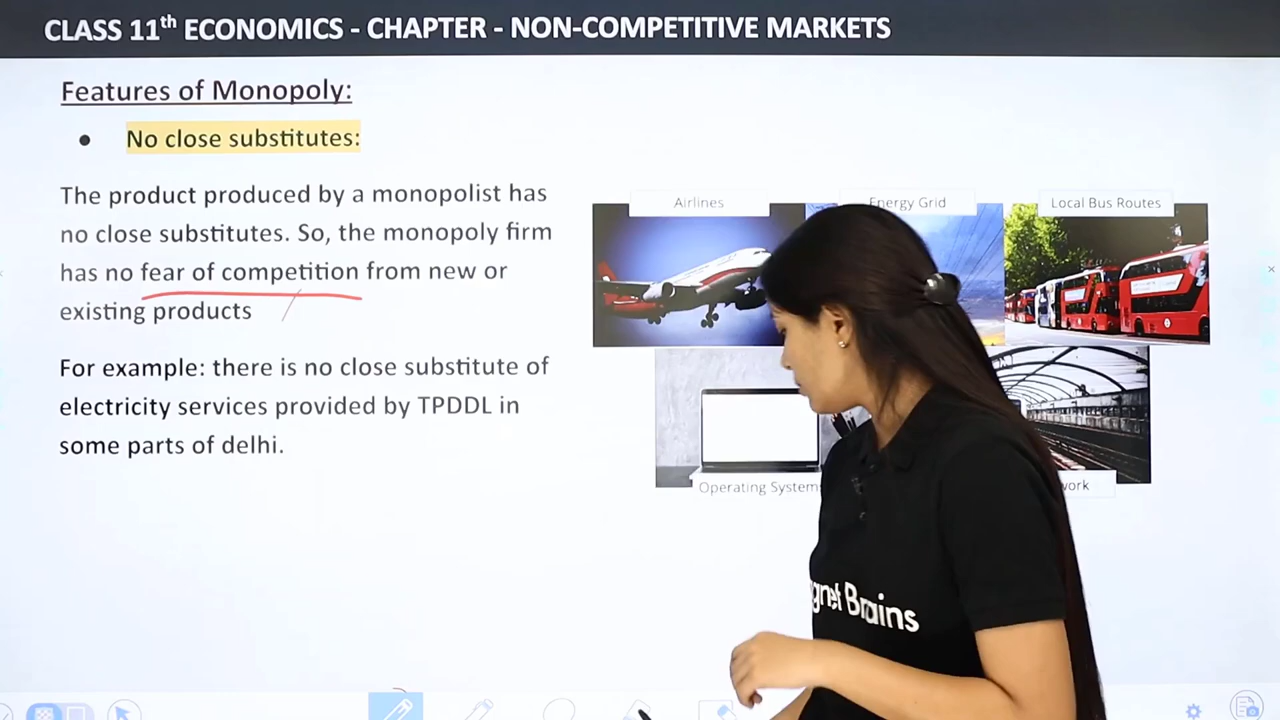 CLASS 11th ECONOMICS - CHAPTER - NON-COMPETITIVE MARKETS
Features of Monopoly:
● No close substitutes:
The product produced by a monopolist has
no close substitutes. So, the monopoly firm
has no fear of competition from new or
existing products
For example: there is no close substitute of
electricity services provided by TPDDL in
some parts of delhi.
Airlines
Energy Grid
Local Bus Routes
Operating System
Brains